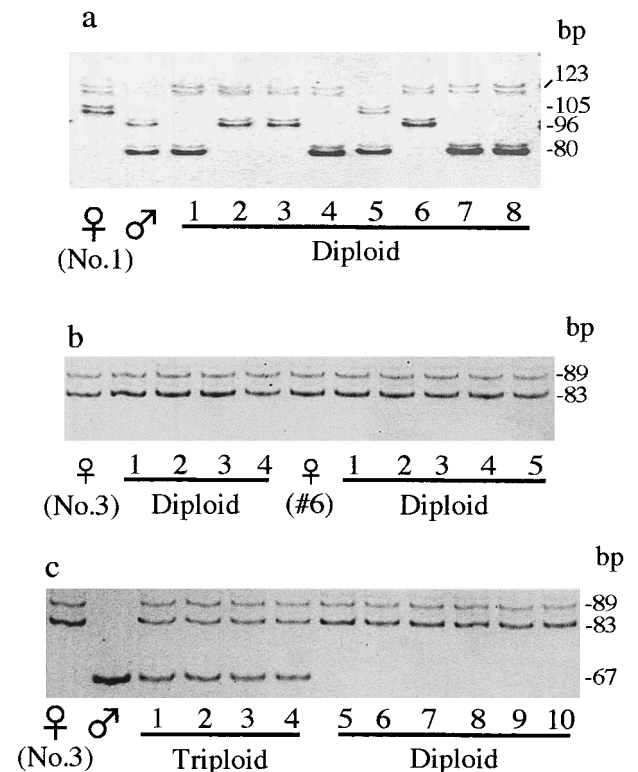 a
bp
123
-105
-96
-80
♀ ♂ 1 2 3 4 5 6 7 8
(No.1) Diploid
b
bp
-89
-83
♀ 1 2 3 4 ♀ 1 2 3 4 5
(No.3) Diploid (#6) Diploid
c
bp
-89
-83
-67
♀ ♂ 1 2 3 4 5 6 7 8 9 10
(No.3) Triploid Diploid